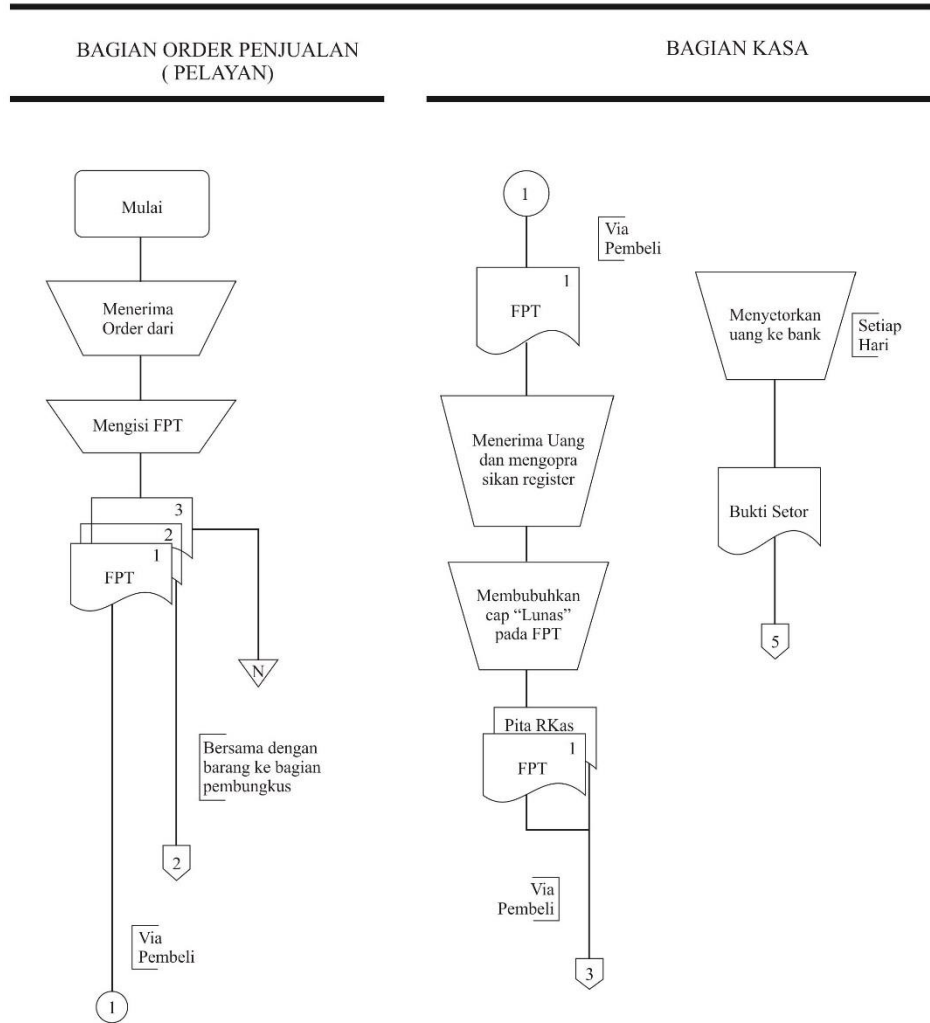 BAGIAN ORDER PENJUALAN
( PELAYAN)
BAGIAN KASA
Mulai
Menerima
Order dari
Mengisi FPT
3
2
1
FPT
N
Bersama dengan
barang ke bagian
pembungkus
2
Via
Pembeli
1
1
Via
Pembeli
1
FPT
Menerima Uang
dan mengopra
sikan register
Membubuhkan
cap “Lunas”
pada FPT
Pita RKas
1
FPT
Via
Pembeli
3
Menyetorkan
uang ke bank
Setiap
Hari
Bukti Setor
5